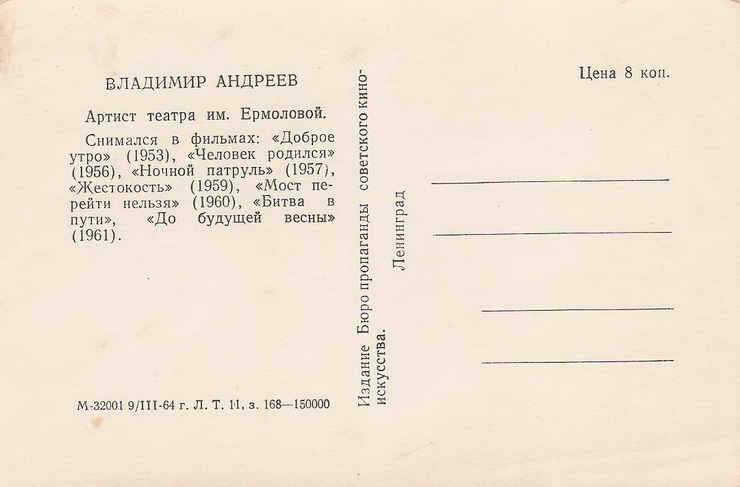 ВЛАДИМИР АНДРЕЕВ
Артист театра им. Ермоловой.
Снимался в фильмах: «Доброе
утро» (1953), «Человек родился»
(1956), «Ночной патруль» (1957),
«Жестокость» (1959), «Мост пе-
рейти нельзя» (1960), «Битва в
пути», «До будущей весны»
(1961).
М-32001 9/III-64 г. Л. Т. 11, з. 168—150000
Издание Бюро пропаганды советского кино-
искусства.
Ленинград
Цена 8 коп.